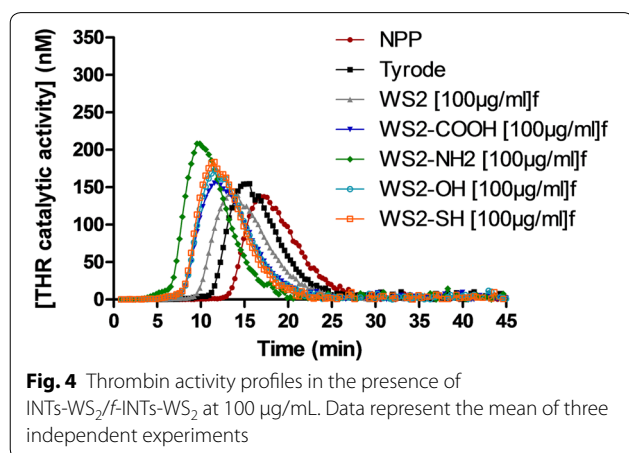 [THR catalytic activity] (nM)
350
300
250
200
150
100
50
0
0
5
10
15
20
25
30
35
40
45
Time (min)
NPP
Tyrode
WS2 [100µg/ml]f
WS2-COOH [100µg/ml]f
WS2-NH2 [100µg/ml]f
WS2-OH [100µg/ml]f
WS2-SH [100µg/ml]f
Fig. 4 Thrombin activity profiles in the presence of
INTs-WS₂/f-INTs-WS₂ at 100 µg/mL. Data represent the mean of three
independent experiments